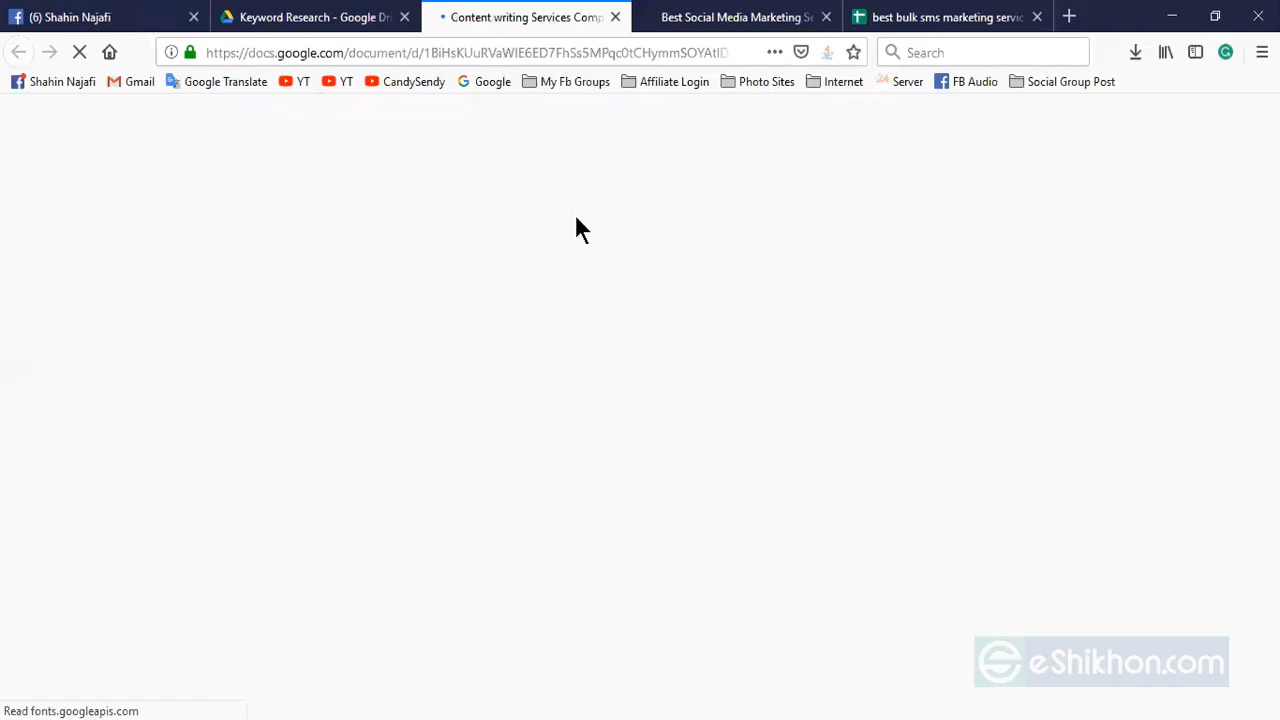 (6) Shahin Najafi
Keyword Research - Google Dri
Content writing Services Comp
Best Social Media Marketing Se
best bulk sms marketing servic
https://docs.google.com/document/d/1BiHsKUuRVaWIE6ED7FhSs5MPqc0tCHymmSOYAtID
Search
Shahin Najafi
Gmail
Google Translate
YT
YT
CandySendy
Google
My Fb Groups
Affiliate Login
Photo Sites
Internet
Server
FB Audio
Social Group Post
eShikhon.com
Read fonts.googleapis.com